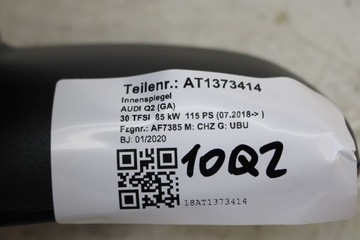 Teilenr.: AT1373414
Innenspiegel
AUDI Q2 (GA)
30 TFSI 85 kW 115 PS (07.2018-> )
Fzgnr.: AF7385 M: CHZ G: UBU
BJ: 01/2020
10Q2
18AT1373414